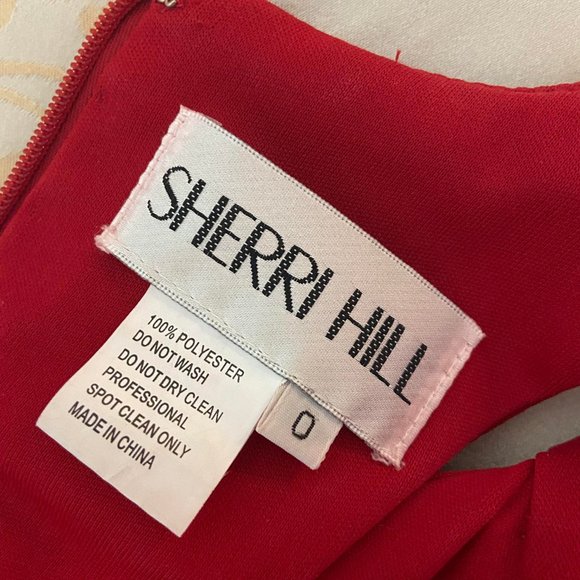 SHERRI HILL
100% POLYESTER
DO NOT WASH
DO NOT DRY CLEAN
PROFESSIONAL
SPOT CLEAN ONLY
MADE IN CHINA
0